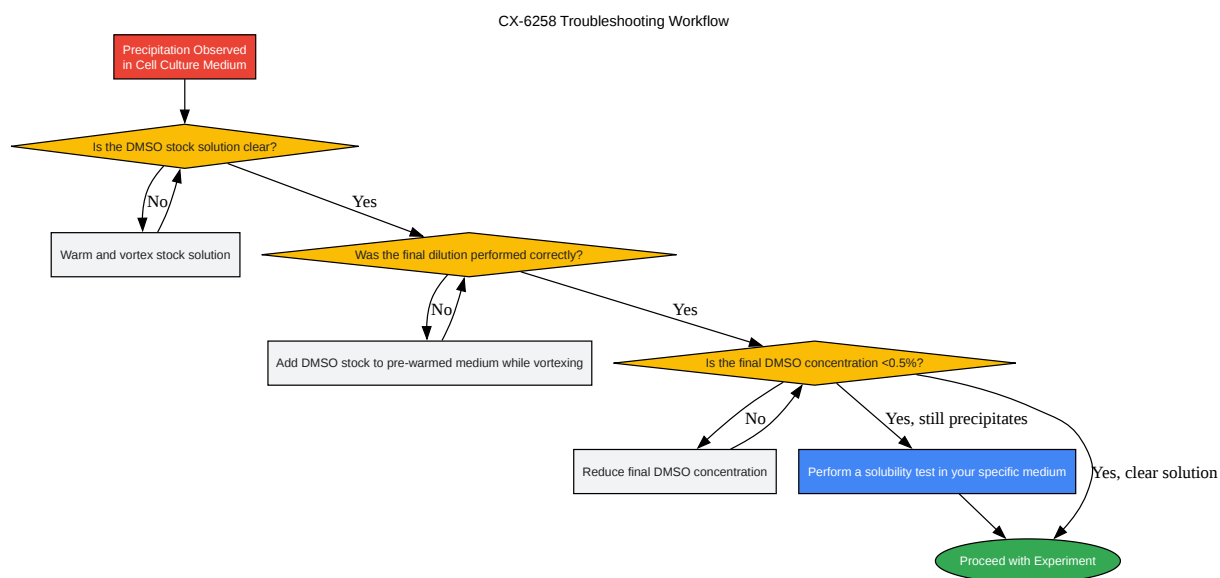 CX-6258 Troubleshooting Workflow
Precipitation Observed
in Cell Culture Medium
Is the DMSO stock solution clear?
No
Yes
Warm and vortex stock solution
Was the final dilution performed correctly?
No
Yes
Add DMSO stock to pre-warmed medium while vortexing
Is the final DMSO concentration <0.5%?
No
Yes, still precipitates
Yes, clear solution
Reduce final DMSO concentration
Perform a solubility test in your specific medium
Proceed with Experiment